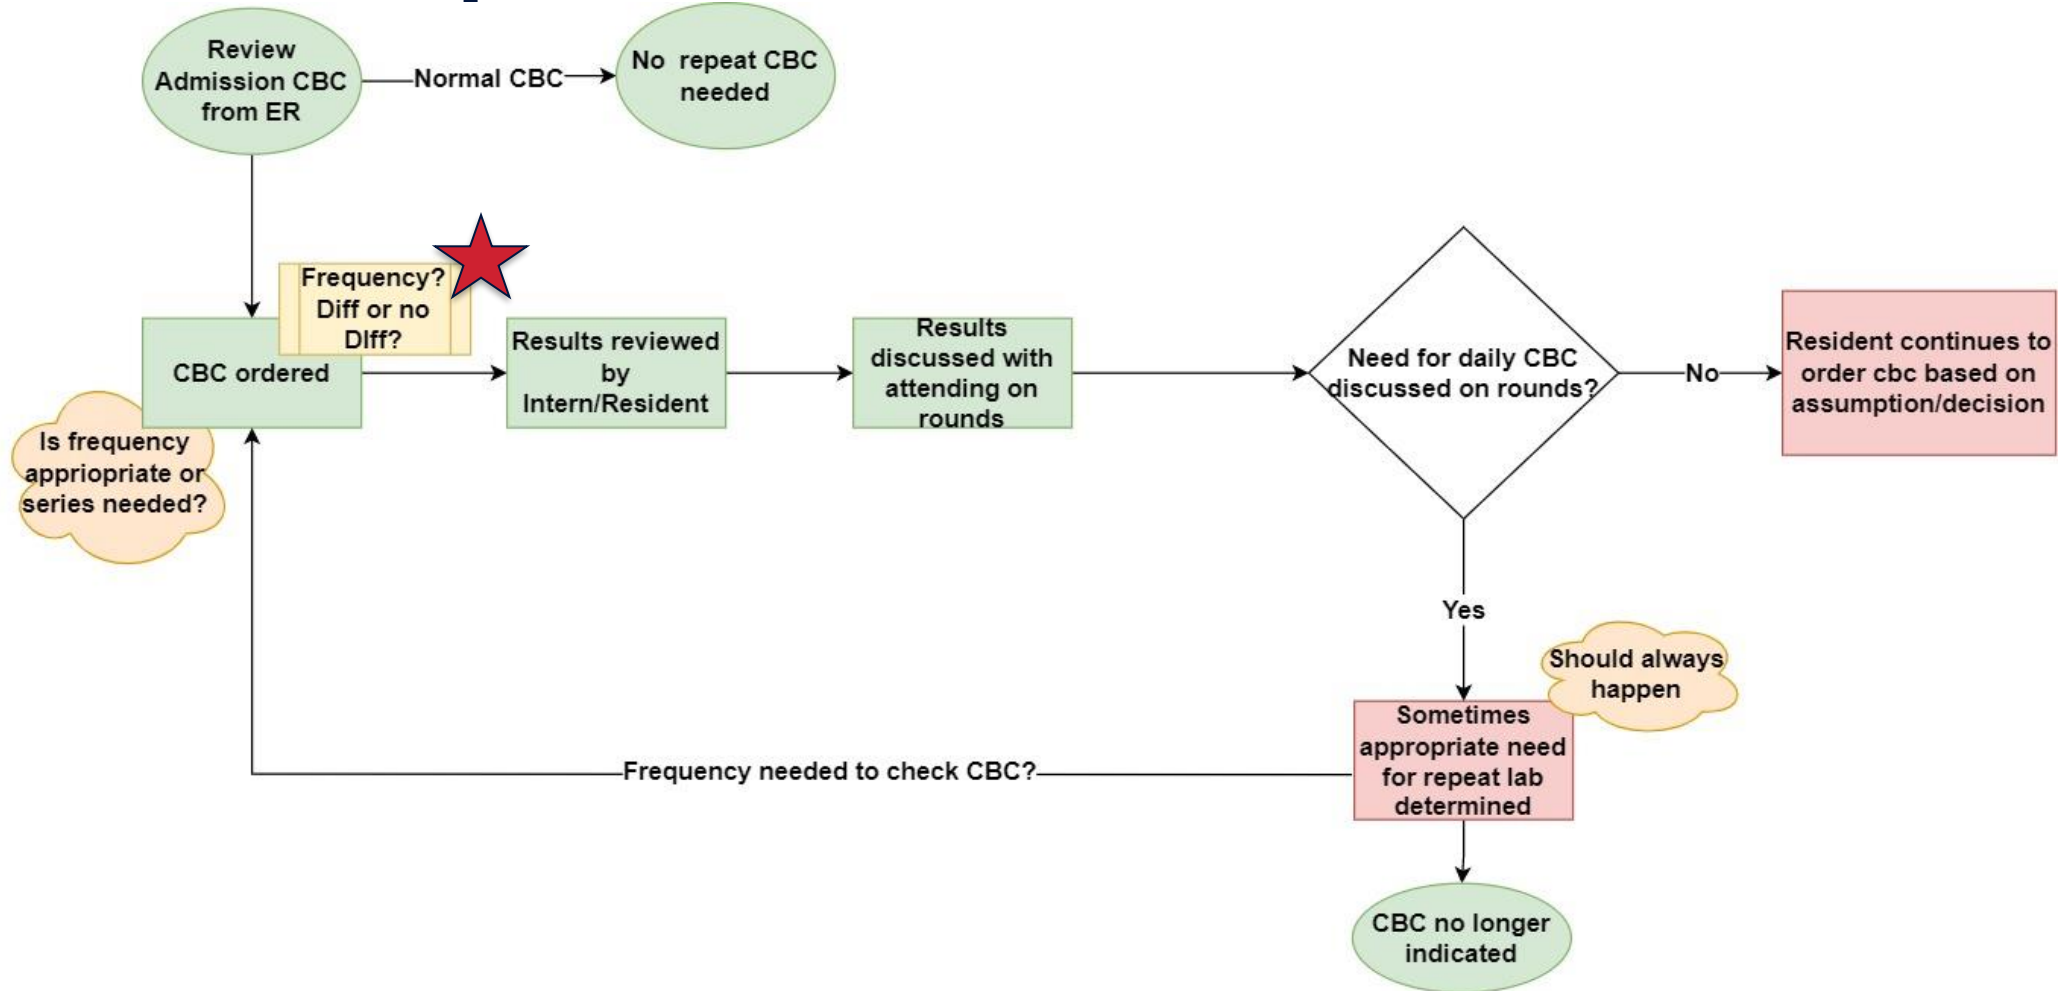 Review
Admission CBC
from ER
Normal CBC
No repeat CBC
needed
Frequency?
Diff or no
DIff?
CBC ordered
Is frequency
appriopriate or
series needed?
Results reviewed
by
Intern/Resident
Results
discussed with
attending on
rounds
Need for daily CBC
discussed on rounds?
No
Resident continues to
order cbc based on
assumption/decision
Yes
Should always
happen
Sometimes
appropriate need
for repeat lab
determined
Frequency needed to check CBC?
CBC no longer
indicated